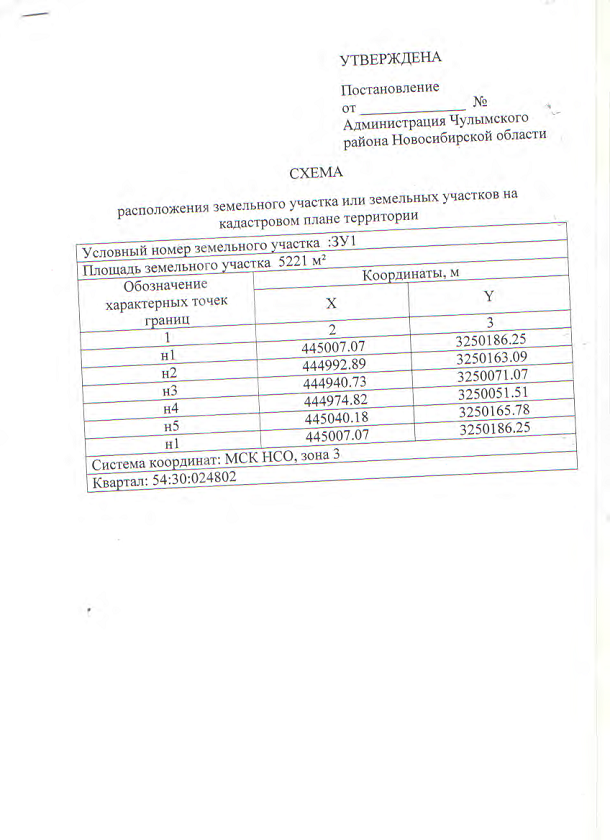 УТВЕРЖДЕНА
Постановление
от _______________ №
Администрация Чулымского
района Новосибирской области
СХЕМА
расположения земельного участка или земельных участков на
кадастровом плане территории
Условный номер земельного участка :ЗУ1
Площадь земельного участка 5221 м²
Обозначение характерных точек границ Координаты, м
X Y
1 2 3
н1 445007.07 3250186.25
н2 444992.89 3250163.09
н3 444940.73 3250071.07
н4 444974.82 3250051.51
н5 445040.18 3250165.78
н1 445007.07 3250186.25
Система координат: МСК НСО, зона 3
Квартал: 54:30:024802